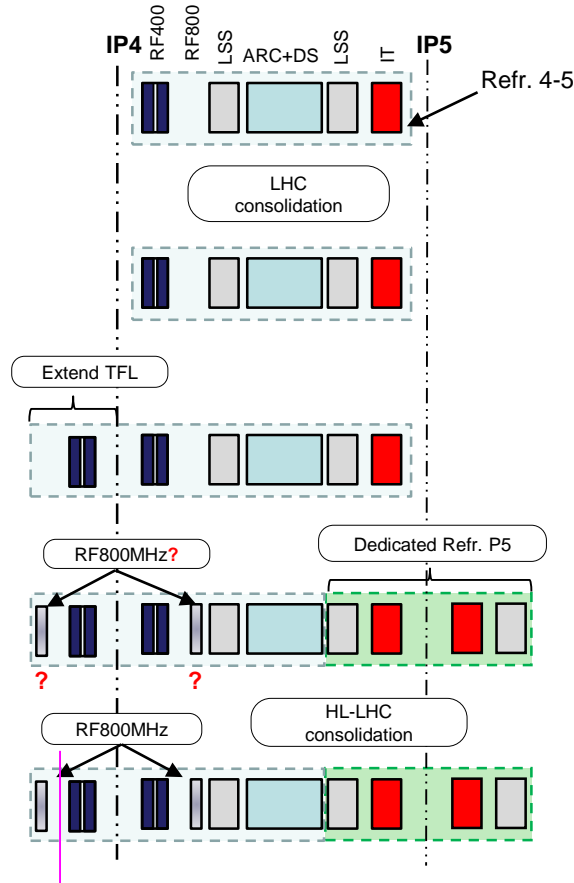 IP4
RF400
RF800
LSS
ARC+DS
LSS
IT
IP5
Refr. 4-5
LHC
consolidation
Extend TFL
RF800MHz?
Dedicated Refr. P5
?
?
RF800MHz
HL-LHC
consolidation